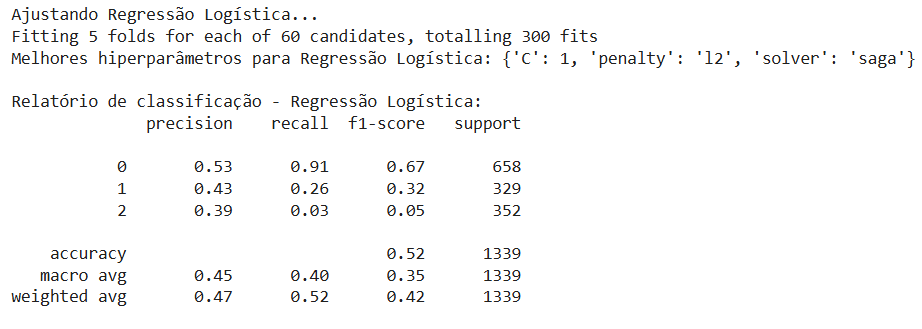 Ajustando Regressão Logística...
Fitting 5 folds for each of 60 candidates, totalling 300 fits
Melhores hiperparâmetros para Regressão Logística: {'C': 1, 'penalty': 'l2', 'solver': 'saga'}
Relatório de classificação - Regressão Logística:
precision recall f1-score support
0 0.53 0.91 0.67 658
1 0.43 0.26 0.32 329
2 0.39 0.03 0.05 352
accuracy 0.52 1339
macro avg 0.45 0.40 0.35 1339
weighted avg 0.47 0.52 0.42 1339